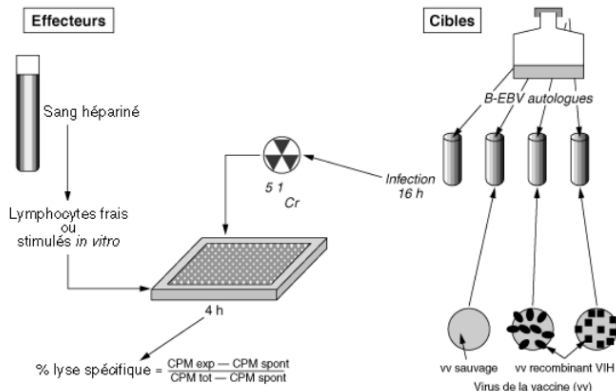 Effecteurs
Sang hépariné
Lymphocytes frais
ou
stimulés in vitro
51
Cr
Infection
16 h
4 h
% lyse spécifique = CPM exp — CPM spont
CPM tot — CPM spont
Cibles
B-EBV autologues
vv sauvage
vv recombinant VIH
Virus de la vaccine (vv)